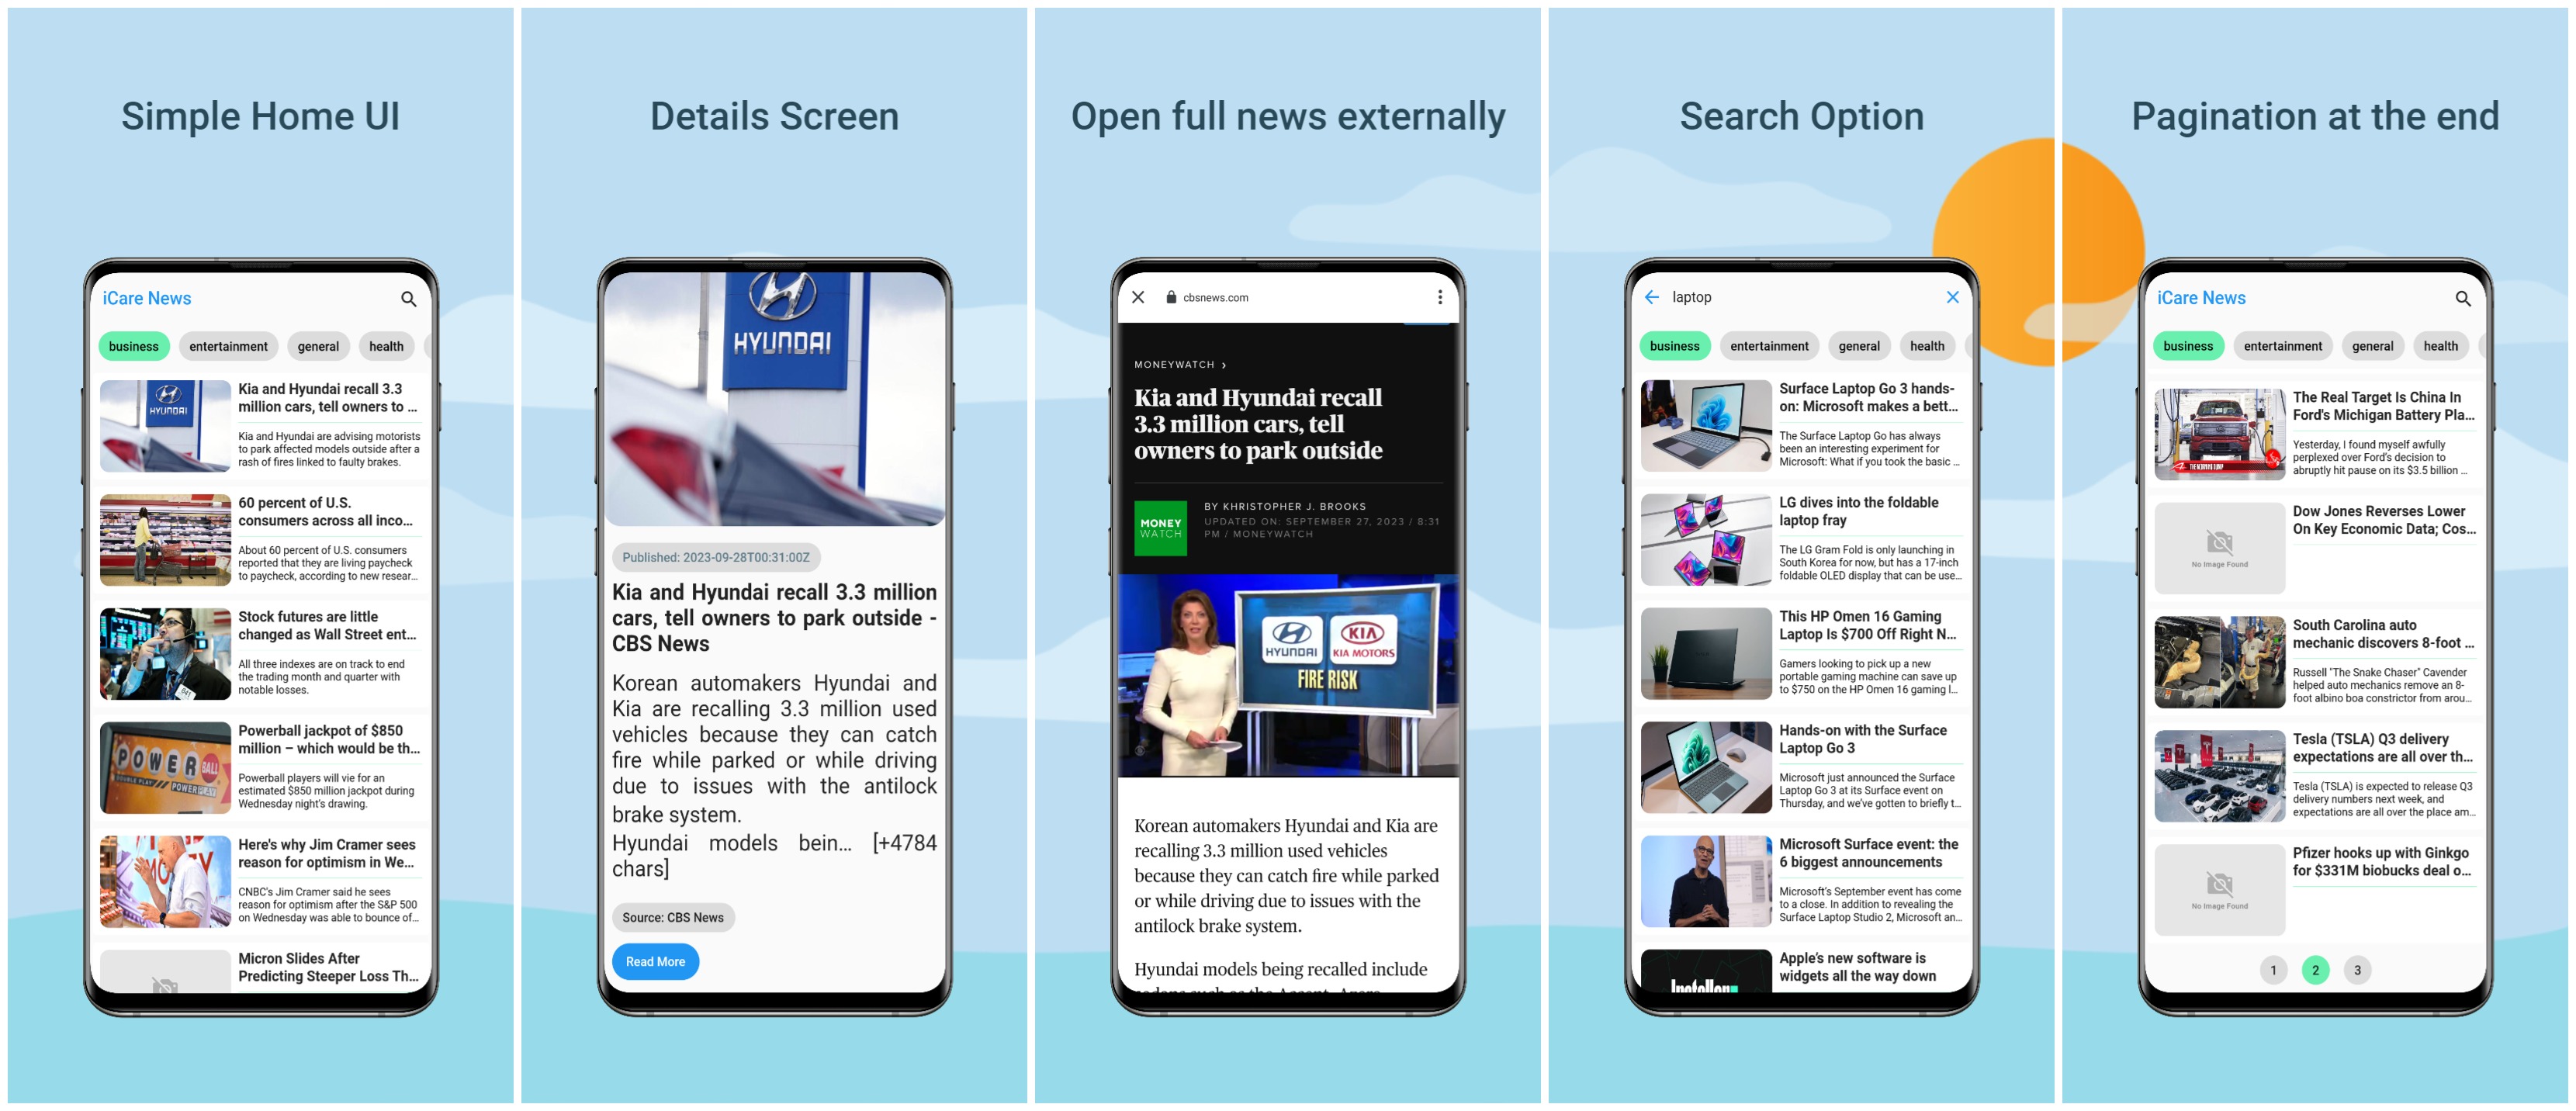 Simple Home UI
iCare News
business
entertainment
general
health
HYUNDAI
Kia and Hyundai recall 3.3
million cars, tell owners to ...
Kia and Hyundai are advising motorists
to park affected models outside after a
rash of fires linked to faulty brakes.
60 percent of U.S.
consumers across all inco...
About 60 percent of U.S. consumers
reported that they are living paycheck
to paycheck, according to new resear...
Stock futures are little
changed as Wall Street ent...
All three indexes are on track to end
the trading month and quarter with
notable losses.
POWER
BALL
Powerball jackpot of $850
million – which would be th...
Powerball players will vie for an
estimated $850 million jackpot during
Wednesday night's drawing.
Here's why Jim Cramer sees
reason for optimism in We...
CNBC's Jim Cramer said he sees
reason for optimism after the S&P 500
on Wednesday was able to bounce of...
Micron Slides After
Predicting Steeper Loss Th...
Details Screen
HYUNDAI
Published: 2023-09-28T00:31:00Z
Kia and Hyundai recall 3.3 million
cars, tell owners to park outside -
CBS News
Korean automakers Hyundai and
Kia are recalling 3.3 million used
vehicles because they can catch
fire while parked or while driving
due to issues with the antilock
brake system.
Hyundai models bein... [+4784
chars]
Source: CBS News
Read More
Open full news externally
cbsnews.com
MONEYWATCH ›
Kia and Hyundai recall
3.3 million cars, tell
owners to park outside
MONEY
WATCH
BY KHRISTOPHER J. BROOKS
UPDATED ON: SEPTEMBER 27, 2023 / 8:31
PM / MONEYWATCH
HYUNDAI
KIA
KIA MOTORS
FIRE RISK
Korean automakers Hyundai and Kia are
recalling 3.3 million used vehicles
because they can catch fire while parked
or while driving due to issues with the
antilock brake system.
Hyundai models being recalled include
Search Option
laptop
business
entertainment
general
health
Surface Laptop Go 3 hands-
on: Microsoft makes a bett...
The Surface Laptop Go has always
been an interesting experiment for
Microsoft: What if you took the basic ...
LG dives into the foldable
laptop fray
The LG Gram Fold is only launching in
South Korea for now, but has a 17-inch
foldable OLED display that can be use...
This HP Omen 16 Gaming
Laptop Is $700 Off Right N...
Gamers looking to pick up a new
portable gaming machine can save up
to $750 on the HP Omen 16 gaming l...
Hands-on with the Surface
Laptop Go 3
Microsoft just announced the Surface
Laptop Go 3 at its Surface event on
Thursday, and we've gotten to briefly t...
Microsoft Surface event: the
6 biggest announcements
Microsoft's September event has come
to a close. In addition to revealing the
Surface Laptop Studio 2, Microsoft an...
Installer
Apple's new software is
widgets all the way down
Pagination at the end
iCare News
business
entertainment
general
health
The Real Target Is China In
Ford's Michigan Battery Pla...
Yesterday, I found myself awfully
perplexed over Ford's decision to
abruptly hit pause on its $3.5 billion ...
No Image Found
Dow Jones Reverses Lower
On Key Economic Data; Cos...
South Carolina auto
mechanic discovers 8-foot ...
Russell "The Snake Chaser" Cavender
helped auto mechanics remove an 8-
foot albino boa constrictor from arou...
Tesla (TSLA) Q3 delivery
expectations are all over th...
Tesla (TSLA) is expected to release Q3
delivery numbers next week, and
expectations are all over the place am...
No Image Found
Pfizer hooks up with Ginkgo
for $331M biobucks deal o...
1
2
3